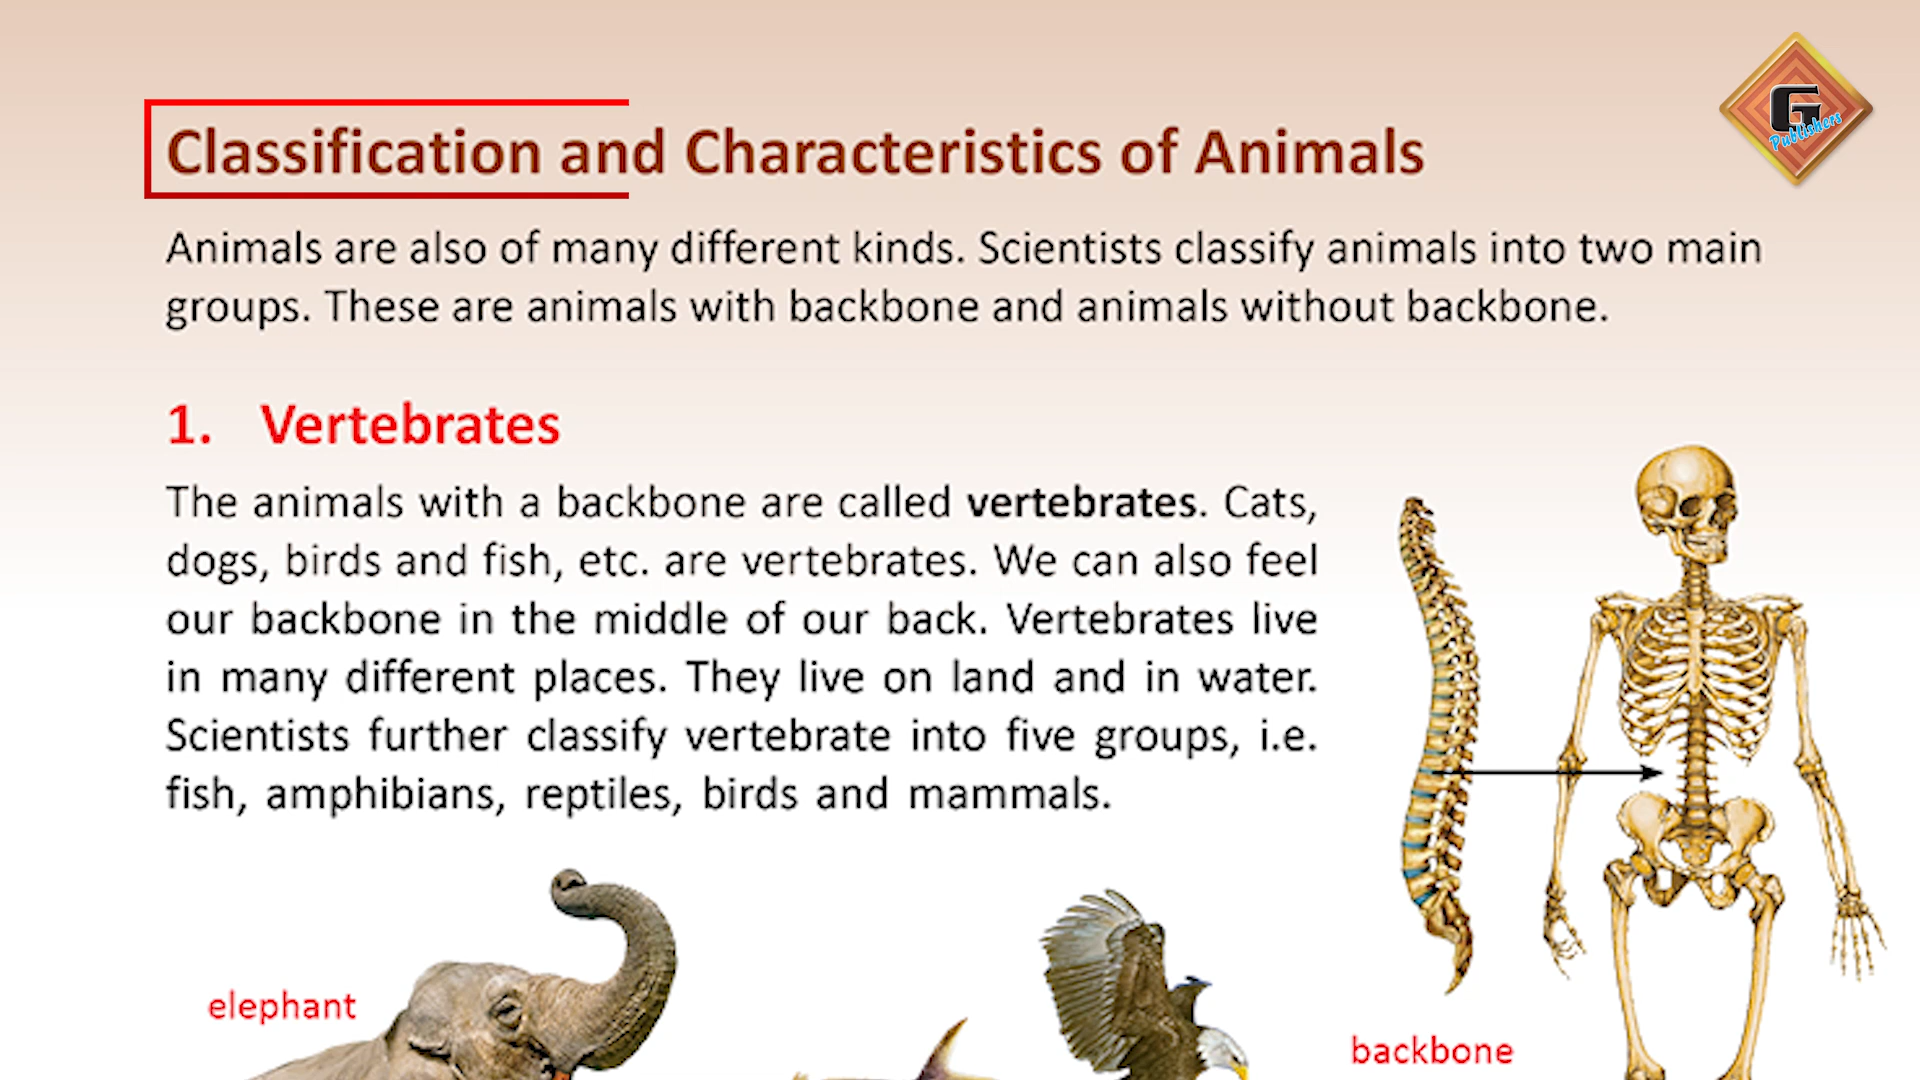 G
Publishers
Classification and Characteristics of Animals
Animals are also of many different kinds. Scientists classify animals into two main
groups. These are animals with backbone and animals without backbone.
1. Vertebrates
The animals with a backbone are called vertebrates. Cats,
dogs, birds and fish, etc. are vertebrates. We can also feel
our backbone in the middle of our back. Vertebrates live
in many different places. They live on land and in water.
Scientists further classify vertebrate into five groups, i.e.
fish, amphibians, reptiles, birds and mammals.
elephant
backbone